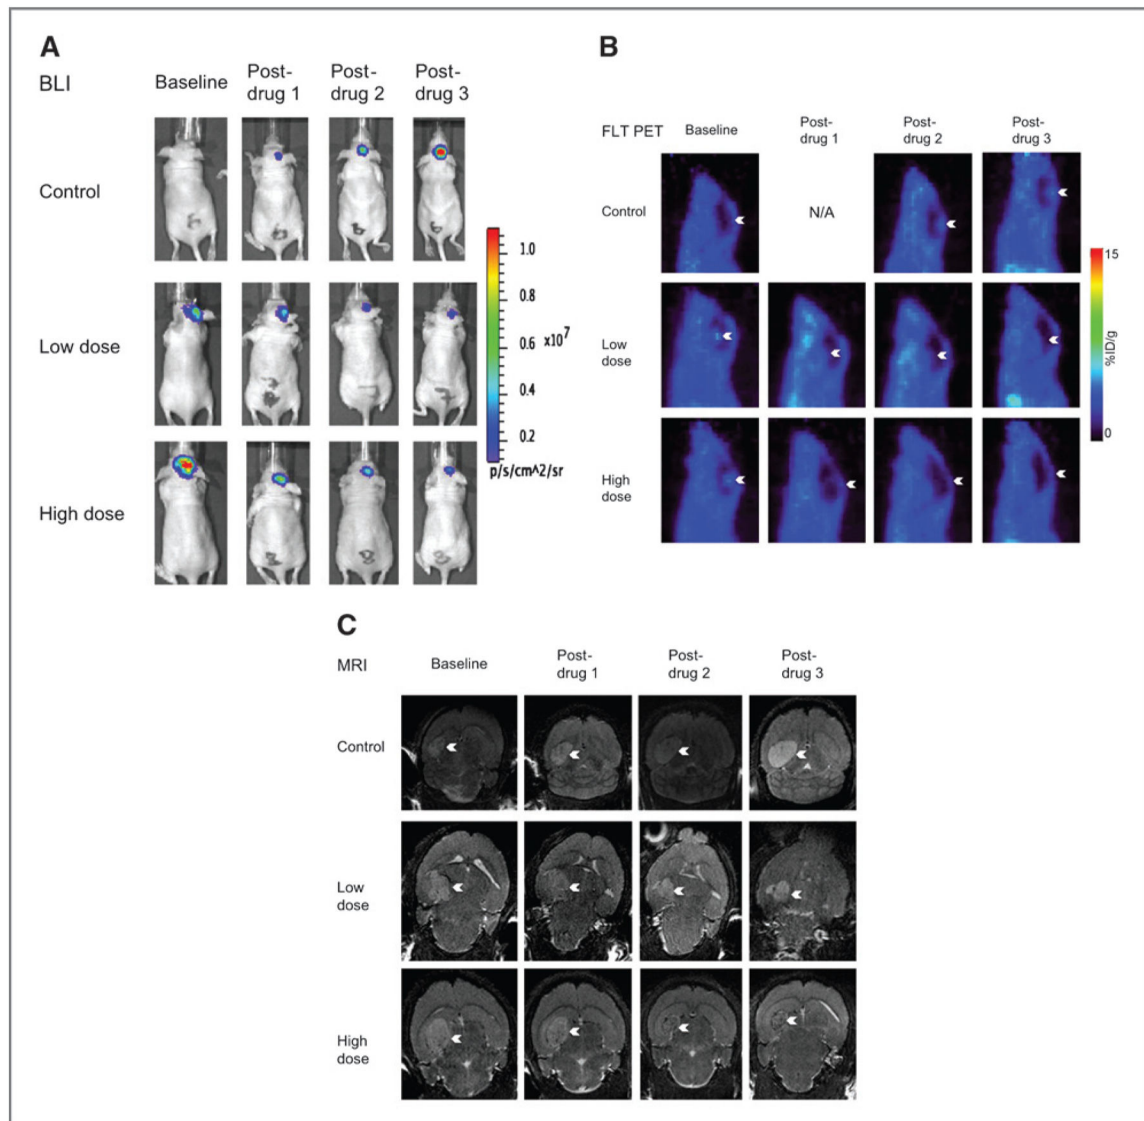 A
BLI
Baseline
Post-
drug 1
Post-
drug 2
Post-
drug 3
Control
Low dose
High dose
1.0
0.8
0.6
x10⁷
0.4
0.2
p/s/cm^2/sr
B
FLT PET
Baseline
Post-
drug 1
Post-
drug 2
Post-
drug 3
Control
N/A
Low
dose
High
dose
15
%ID/g
0
C
MRI
Baseline
Post-
drug 1
Post-
drug 2
Post-
drug 3
Control
Low
dose
High
dose